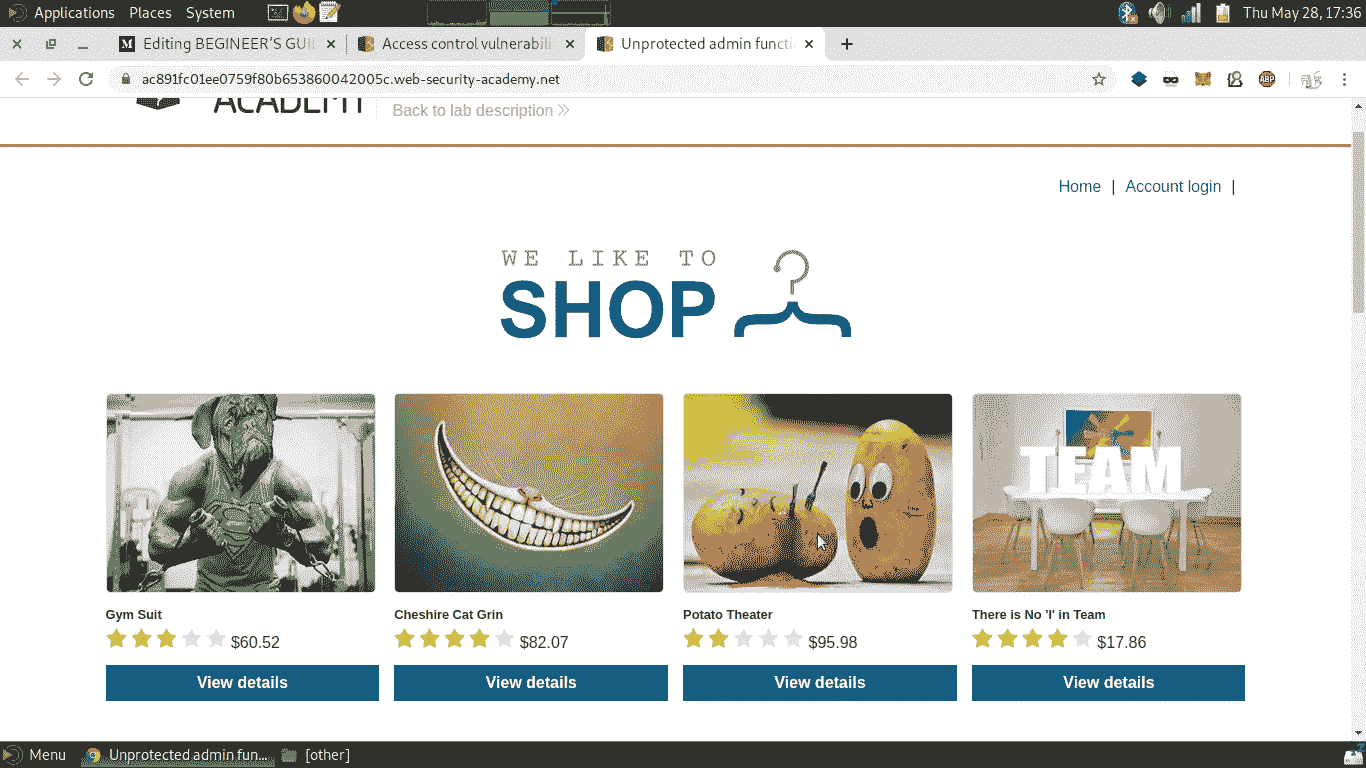 Applications Places System Thu May 28, 17:36
Editing BEGINEER'S GUI Access control vulnerabili Unprotected admin functi
ac891fc01ee0759f80b653860042005c.web-security-academy.net
ABP
ACADEMY
Back to lab description
Home | Account login |
WE LIKE TO
SHOP
TEAM
Gym Suit Cheshire Cat Grin Potato Theater There is No 'I' in Team
$60.52 $82.07 $95.98 $17.86
View details View details View details View details
Menu Unprotected admin fun... [other]